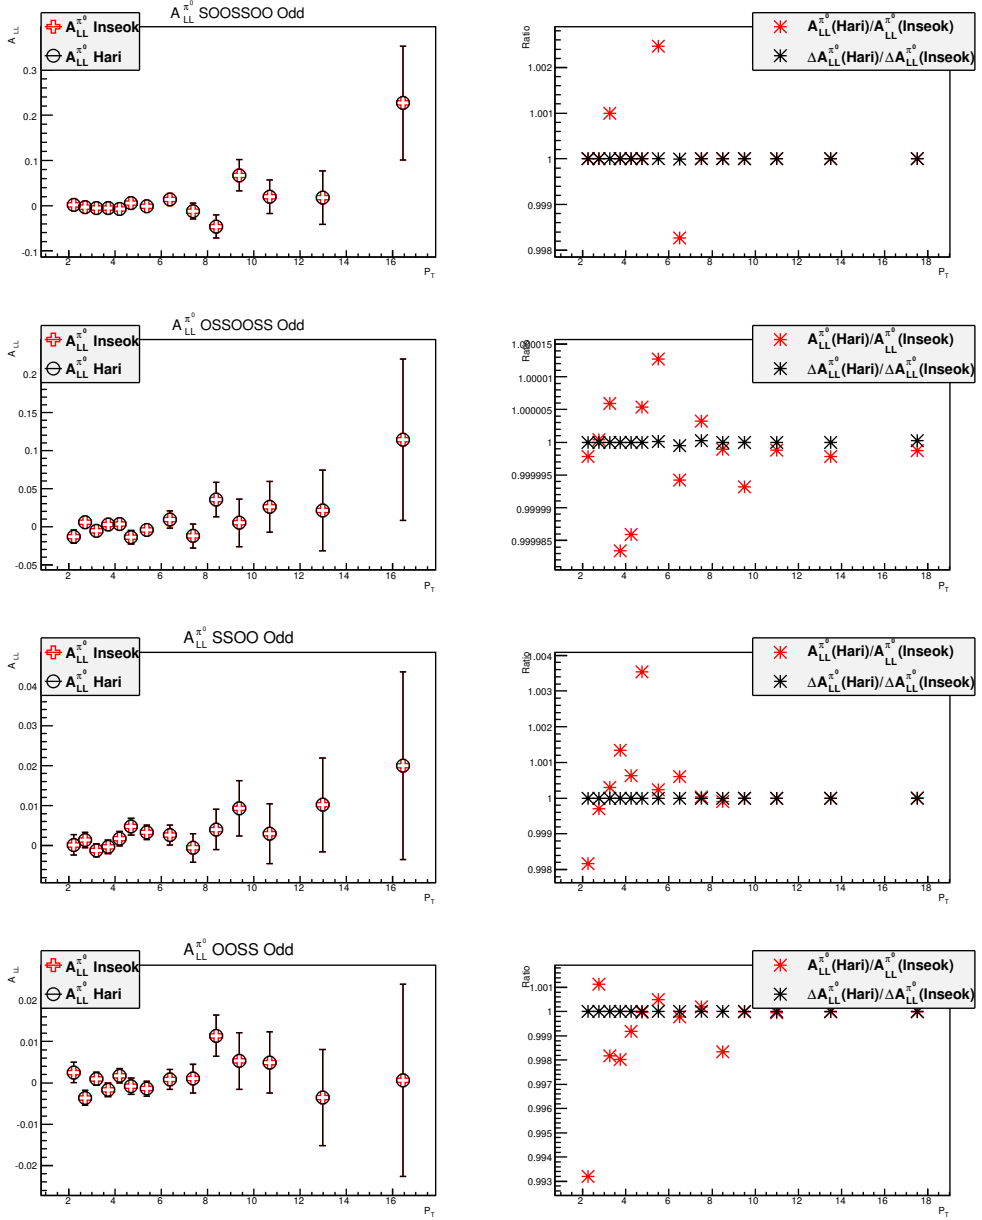 A_LL^π⁰ SOOSSOO Odd
A_LL
A_LL^π⁰ Inseok
A_LL^π⁰ Hari
0.3
0.2
0.1
0
-0.1
2 4 6 8 10 12 14 16
P_T
Ratio
A_LL^π⁰(Hari)/A_LL^π⁰(Inseok)
ΔA_LL^π⁰(Hari)/ΔA_LL^π⁰(Inseok)
1.002
1.001
1
0.999
0.998
2 4 6 8 10 12 14 16 18
P_T
A_LL^π⁰ OSSOOSS Odd
A_LL
A_LL^π⁰ Inseok
A_LL^π⁰ Hari
0.2
0.15
0.1
0.05
0
-0.05
2 4 6 8 10 12 14 16
P_T
Ratio
A_LL^π⁰(Hari)/A_LL^π⁰(Inseok)
ΔA_LL^π⁰(Hari)/ΔA_LL^π⁰(Inseok)
1.000015
1.00001
1.000005
1
0.999995
0.99999
0.999985
2 4 6 8 10 12 14 16 18
P_T
A_LL^π⁰ SSOO Odd
A_LL
A_LL^π⁰ Inseok
A_LL^π⁰ Hari
0.04
0.03
0.02
0.01
0
2 4 6 8 10 12 14 16
P_T
Ratio
A_LL^π⁰(Hari)/A_LL^π⁰(Inseok)
ΔA_LL^π⁰(Hari)/ΔA_LL^π⁰(Inseok)
1.004
1.003
1.002
1.001
1
0.999
0.998
2 4 6 8 10 12 14 16 18
P_T
A_LL^π⁰ OOSS Odd
A_LL
A_LL^π⁰ Inseok
A_LL^π⁰ Hari
0.02
0.01
0
-0.01
-0.02
2 4 6 8 10 12 14 16
P_T
Ratio
A_LL^π⁰(Hari)/A_LL^π⁰(Inseok)
ΔA_LL^π⁰(Hari)/ΔA_LL^π⁰(Inseok)
1.001
1
0.999
0.998
0.997
0.996
0.995
0.994
0.993
2 4 6 8 10 12 14 16 18
P_T